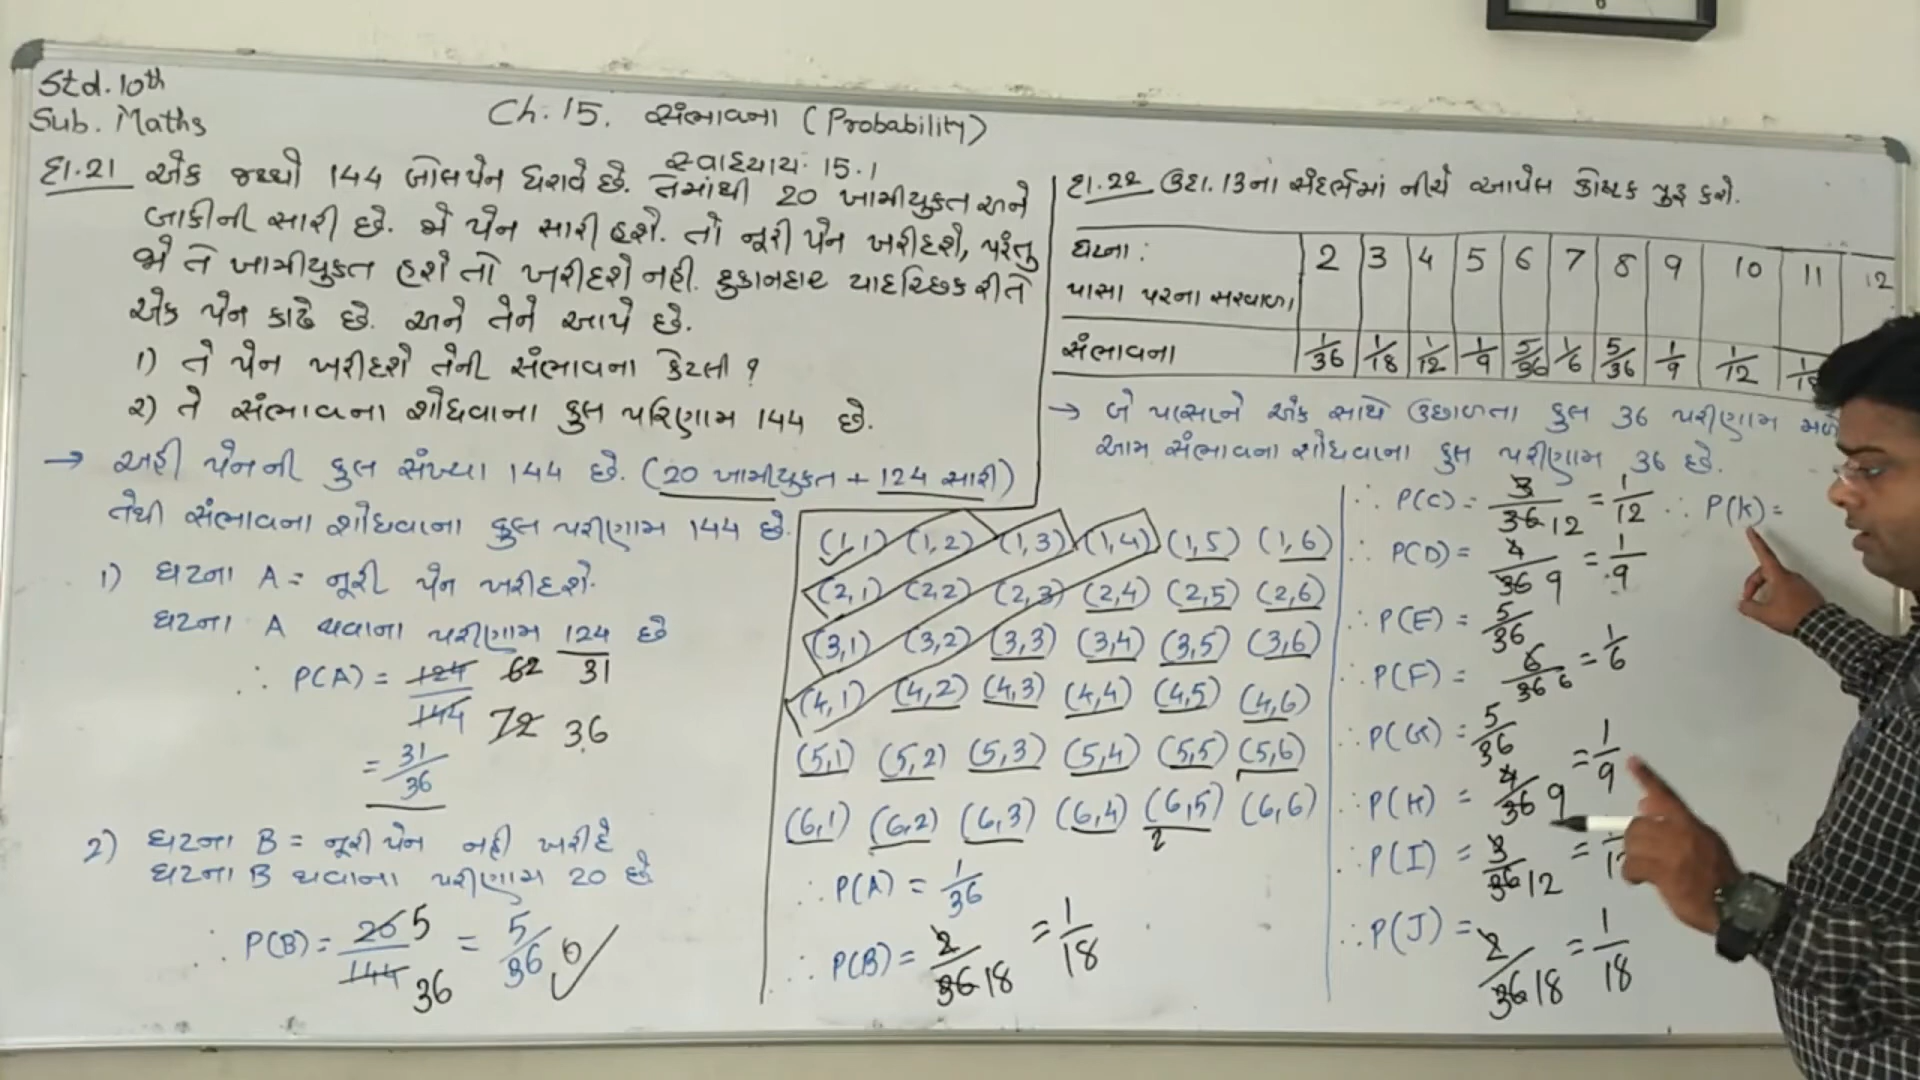 Std. 10th
Sub. Maths
Ch. 15. સંભાવના (Probability)
સ્વાધ્યાય: 15.1
દા.21 એક જથ્થો 144 બોલપેન ધરાવે છે. તેમાંથી 20 ખામીયુક્ત અને
બાકીની સારી છે. જો પેન સારી હશે. તો નૂરી પેન ખરીદશે, પરંતુ
જો તે ખામીયુક્ત હશે તો ખરીદશે નહી. દુકાનદાર યાદચ્છિક રીતે
એક પેન કાઢે છે. અને તેને આપે છે.
1) તે પેન ખરીદશે તેની સંભાવના કેટલી ?
૨) તે સંભાવના શોધવાના કુલ પરિણામ 144 છે.
→ અહી પેનની કુલ સંખ્યા 144 છે. (20 ખામીયુકત + 124 સારી)
તેથી સંભાવના શોધવાના કુલ પરીણામ 144 છે.
1) ઘટના A = નૂરી પેન ખરીદશે.
ઘટના A થવાના પરીણામ 124 છે
∴ P(A) = 124/144 62/72 31/36
= 31/36
2) ઘટના B = નૂરી પેન નહી ખરીદે
ઘટના B થવાના પરીણામ 20 છે
∴ P(B) = 20/144 5/36 = 5/36
દા.22 ઉદા.13ના સંદર્ભમાં નીચે આપેલ કોષ્ટક પુરૂ કરો.
ઘટના : 2 3 4 5 6 7 8 9 10 11 12
પાસા પરના સરવાળા
સંભાવના 1/36 1/18 1/12 1/9 5/36 1/6 5/36 1/9 1/12 1/18
→ બે પાસાને એક સાથે ઉછાળતા કુલ 36 પરીણામ મળે
આમ સંભાવના શોધવાના કુલ પરીણામ 36 છે.
(1,1) (1,2) (1,3) (1,4) (1,5) (1,6)
(2,1) (2,2) (2,3) (2,4) (2,5) (2,6)
(3,1) (3,2) (3,3) (3,4) (3,5) (3,6)
(4,1) (4,2) (4,3) (4,4) (4,5) (4,6)
(5,1) (5,2) (5,3) (5,4) (5,5) (5,6)
(6,1) (6,2) (6,3) (6,4) (6,5) (6,6)
2
∴ P(A) = 1/36
∴ P(B) = 2/36 18 = 1/18
∴ P(C) = 3/36 12 = 1/12
∴ P(D) = 4/36 9 = 1/9
∴ P(E) = 5/36
∴ P(F) = 6/36 6 = 1/6
∴ P(G) = 5/36
∴ P(H) = 4/36 9 = 1/9
∴ P(I) = 3/36 12 = 1/12
∴ P(J) = 2/36 18 = 1/18
∴ P(K) =